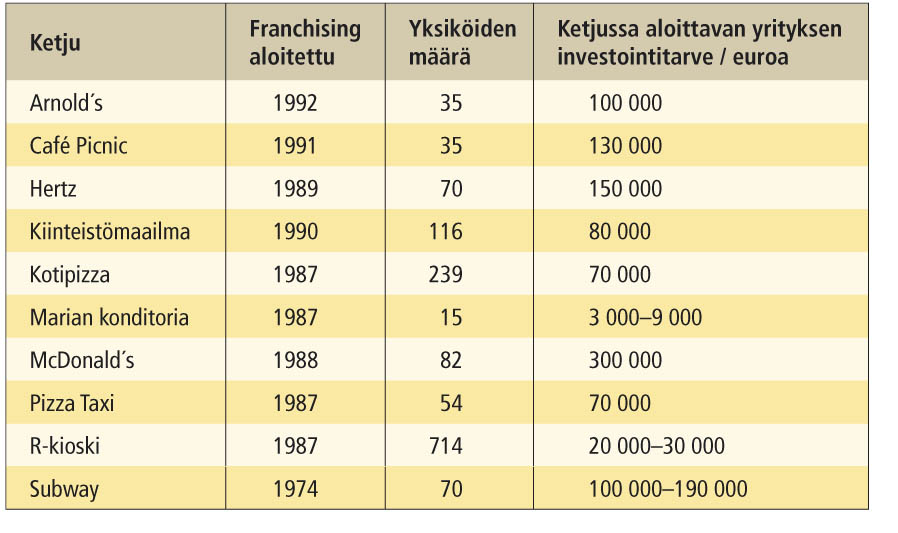 Ketju Franchising aloitettu Yksiköiden määrä Ketjussa aloittavan yrityksen investointitarve / euroa
Arnold´s 1992 35 100 000
Café Picnic 1991 35 130 000
Hertz 1989 70 150 000
Kiinteistömaailma 1990 116 80 000
Kotipizza 1987 239 70 000
Marian konditoria 1987 15 3 000–9 000
McDonald´s 1988 82 300 000
Pizza Taxi 1987 54 70 000
R-kioski 1987 714 20 000–30 000
Subway 1974 70 100 000–190 000